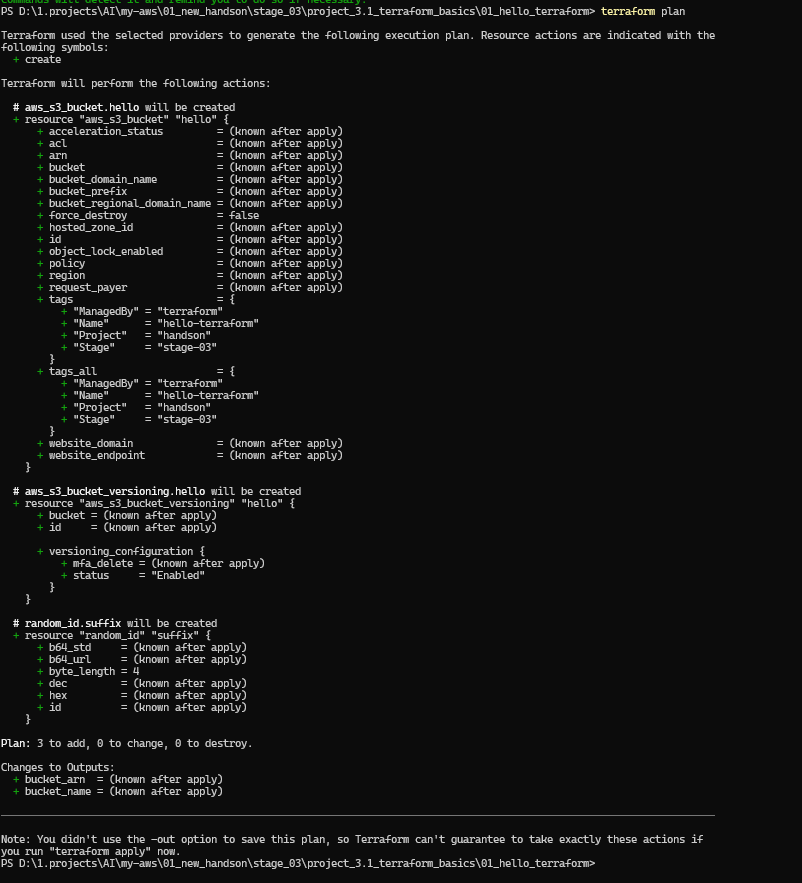 commands will detect it and remind you to do so if necessary.
PS D:\1.projects\AI\my-aws\01_new_handson\stage_03\project_3.1_terraform_basics\01_hello_terraform> terraform plan
Terraform used the selected providers to generate the following execution plan. Resource actions are indicated with the
following symbols:
  + create
Terraform will perform the following actions:
  # aws_s3_bucket.hello will be created
  + resource "aws_s3_bucket" "hello" {
      + acceleration_status         = (known after apply)
      + acl                         = (known after apply)
      + arn                         = (known after apply)
      + bucket                      = (known after apply)
      + bucket_domain_name          = (known after apply)
      + bucket_prefix               = (known after apply)
      + bucket_regional_domain_name = (known after apply)
      + force_destroy               = false
      + hosted_zone_id              = (known after apply)
      + id                          = (known after apply)
      + object_lock_enabled         = (known after apply)
      + policy                      = (known after apply)
      + region                      = (known after apply)
      + request_payer               = (known after apply)
      + tags                        = {
          + "ManagedBy" = "terraform"
          + "Name"      = "hello-terraform"
          + "Project"   = "handson"
          + "Stage"     = "stage-03"
        }
      + tags_all                    = {
          + "ManagedBy" = "terraform"
          + "Name"      = "hello-terraform"
          + "Project"   = "handson"
          + "Stage"     = "stage-03"
        }
      + website_domain              = (known after apply)
      + website_endpoint            = (known after apply)
    }
  # aws_s3_bucket_versioning.hello will be created
  + resource "aws_s3_bucket_versioning" "hello" {
      + bucket = (known after apply)
      + id     = (known after apply)
      + versioning_configuration {
          + mfa_delete = (known after apply)
          + status     = "Enabled"
        }
    }
  # random_id.suffix will be created
  + resource "random_id" "suffix" {
      + b64_std     = (known after apply)
      + b64_url     = (known after apply)
      + byte_length = 4
      + dec         = (known after apply)
      + hex         = (known after apply)
      + id          = (known after apply)
    }
Plan: 3 to add, 0 to change, 0 to destroy.
Changes to Outputs:
  + bucket_arn  = (known after apply)
  + bucket_name = (known after apply)
Note: You didn't use the -out option to save this plan, so Terraform can't guarantee to take exactly these actions if
you run "terraform apply" now.
PS D:\1.projects\AI\my-aws\01_new_handson\stage_03\project_3.1_terraform_basics\01_hello_terraform>